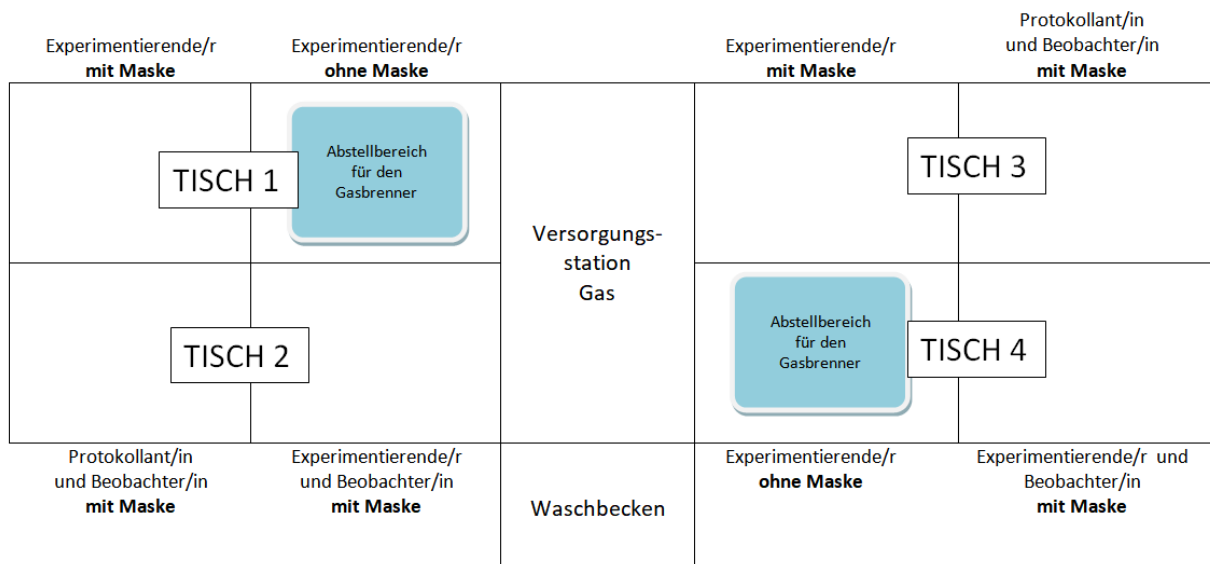 Experimentierende/r
mit Maske
Experimentierende/r
ohne Maske
Experimentierende/r
mit Maske
Protokollant/in
und Beobachter/in
mit Maske
TISCH 1
Abstellbereich
für den
Gasbrenner
Versorgungs-
station
Gas
TISCH 3
TISCH 2
Abstellbereich
für den
Gasbrenner
TISCH 4
Protokollant/in
und Beobachter/in
mit Maske
Experimentierende/r
und Beobachter/in
mit Maske
Waschbecken
Experimentierende/r
ohne Maske
Experimentierende/r und
Beobachter/in
mit Maske